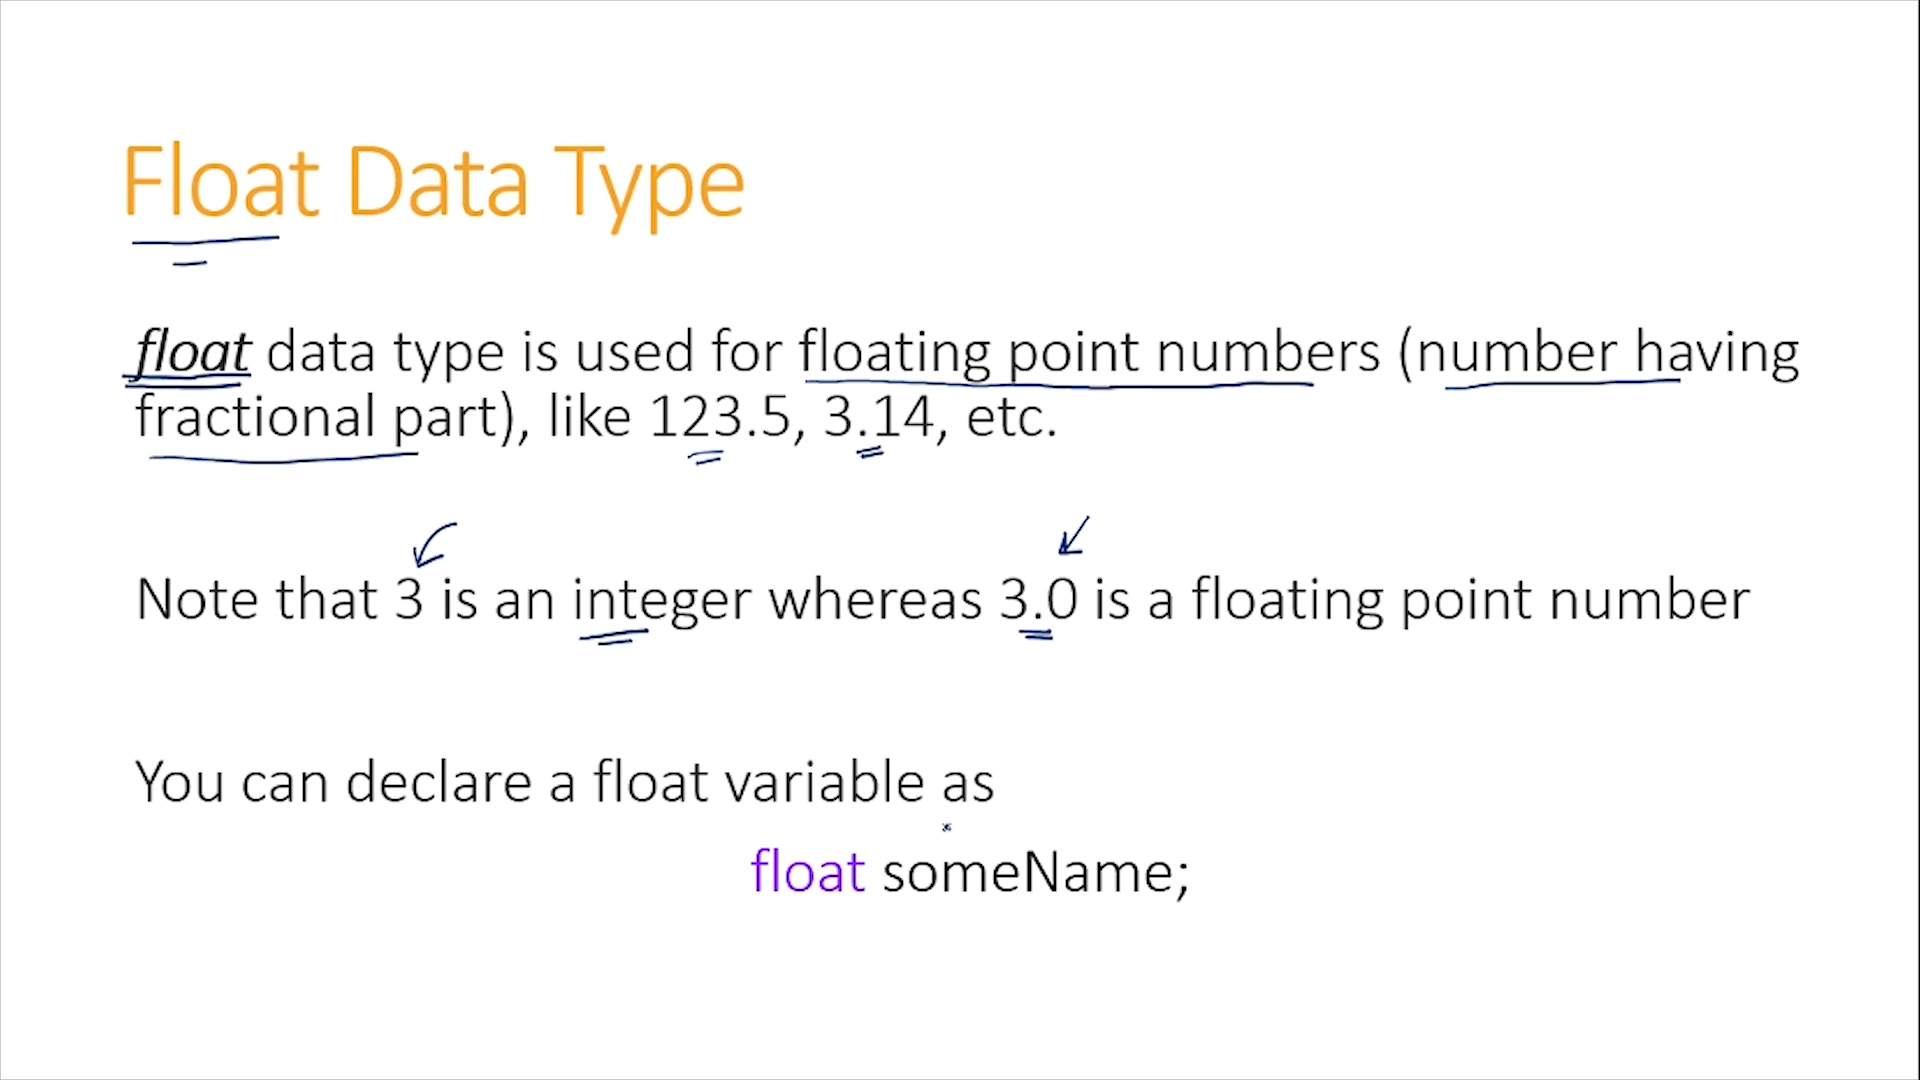 Float Data Type
float data type is used for floating point numbers (number having
fractional part), like 123.5, 3.14, etc.
Note that 3 is an integer whereas 3.0 is a floating point number
You can declare a float variable as
float someName;